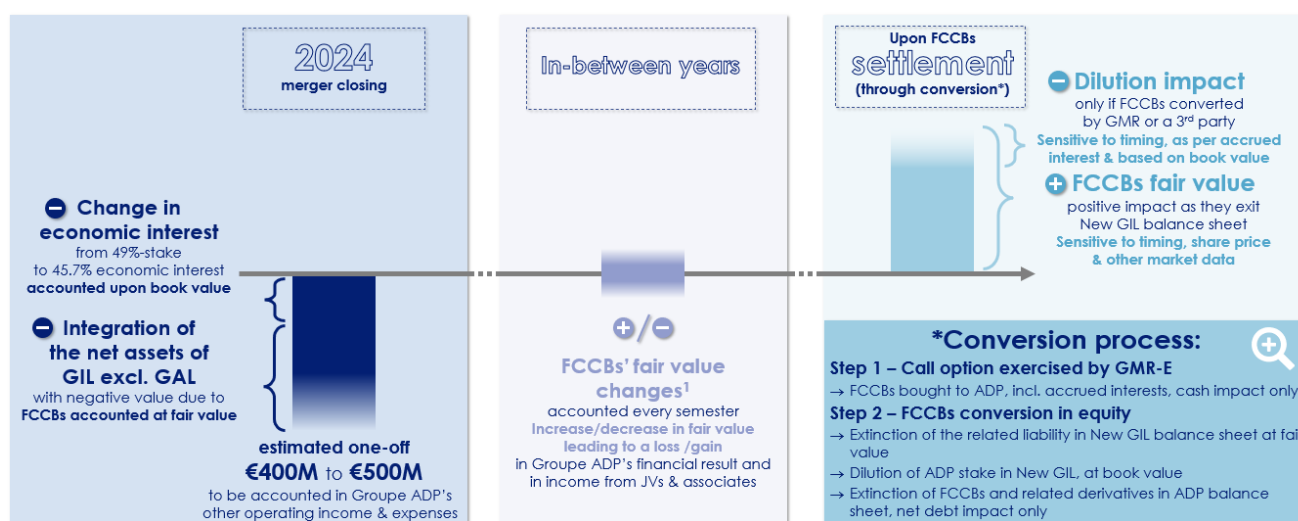 2024
merger closing
Change in
economic interest
from 49%-stake
to 45.7% economic interest
accounted upon book value
Integration of
the net assets of
GIL excl. GAL
with negative value due to
FCCBs accounted at fair value
estimated one-off
€400M to €500M
to be accounted in Groupe ADP's
other operating income & expenses
In-between years
+/−
FCCBs' fair value
changes¹
accounted every semester
Increase/decrease in fair value
leading to a loss /gain
in Groupe ADP's financial result and
in income from JVs & associates
Upon FCCBs
settlement
(through conversion*)
Dilution impact
only if FCCBs converted
by GMR or a 3rd party
Sensitive to timing, as per accrued
interest & based on book value
FCCBs fair value
positive impact as they exit
New GIL balance sheet
Sensitive to timing, share price
& other market data
*Conversion process:
Step 1 – Call option exercised by GMR-E
→ FCCBs bought to ADP, incl. accrued interests, cash impact only
Step 2 – FCCBs conversion in equity
→ Extinction of the related liability in New GIL balance sheet at fai
value
→ Dilution of ADP stake in New GIL, at book value
→ Extinction of FCCBs and related derivatives in ADP balance
sheet, net debt impact only